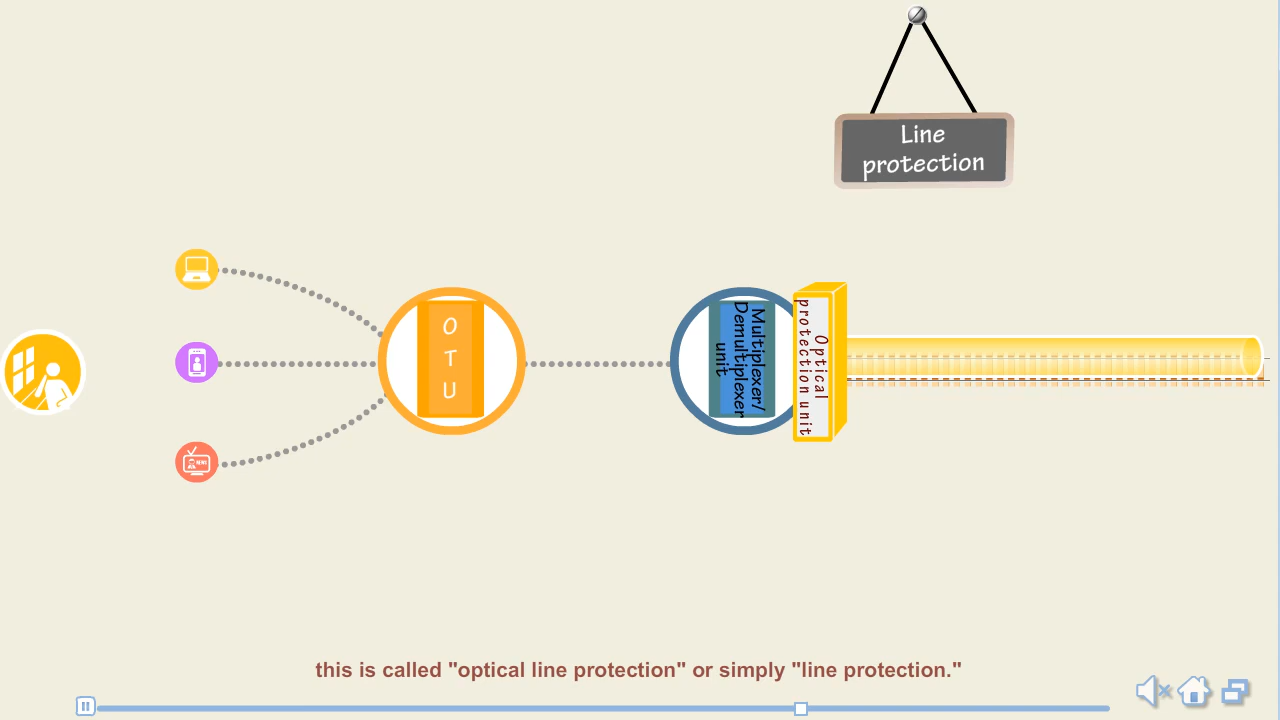 Line
protection
O
T
U
Multiplexer/
Demultiplexer
unit
Optical
protection unit
this is called "optical line protection" or simply "line protection."